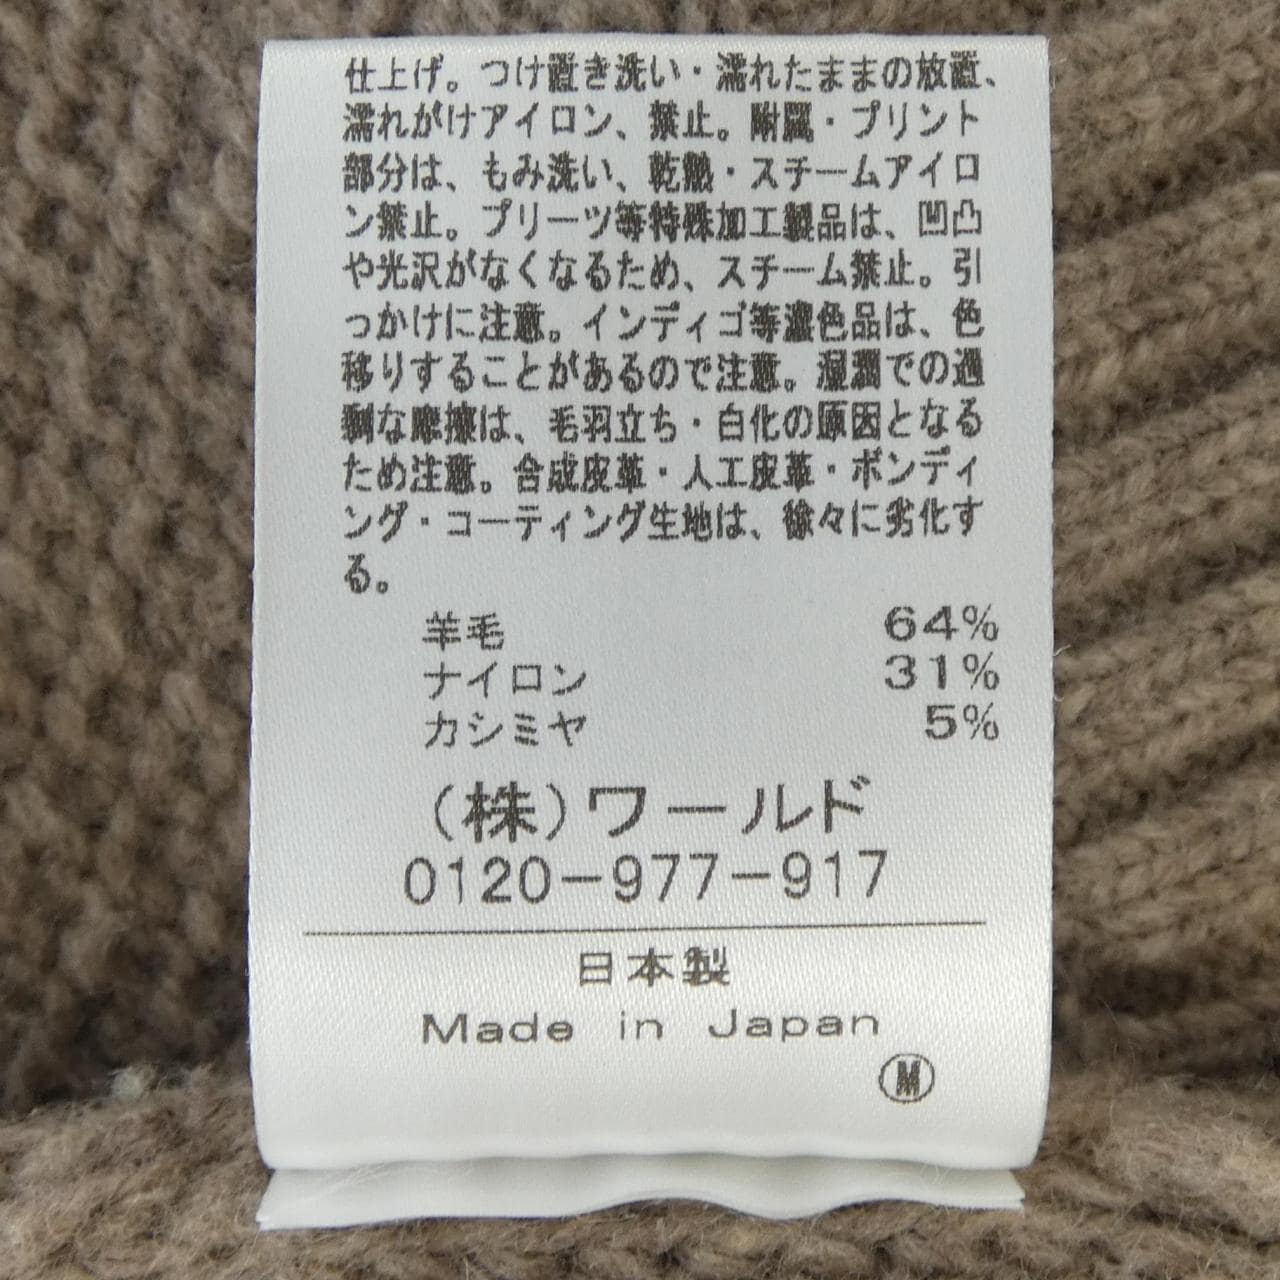 仕上げ。つけ置き洗い・濡れたままの放置、
濡れがけアイロン、禁止。附属・プリント
部分は、もみ洗い、乾熱・スチームアイロ
ン禁止。プリーツ等特殊加工製品は、凹凸
や光沢がなくなるため、スチーム禁止。引
っかけに注意。インディゴ等濃色品は、色
移りすることがあるので注意。湿潤での過
剰な摩擦は、毛羽立ち・白化の原因となる
ため注意。合成皮革・人工皮革・ボンディ
ング・コーティング生地は、徐々に劣化す
る。
羊毛 64%
ナイロン 31%
カシミヤ 5%
(株)ワールド
0120-977-917
日本製
Made in Japan
M